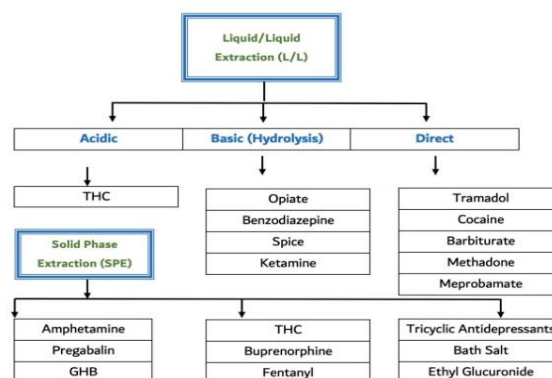 Liquid/Liquid
Extraction (L/L)
Acidic
Basic (Hydrolysis)
Direct
THC
Opiate
Benzodiazepine
Spice
Ketamine
Tramadol
Cocaine
Barbiturate
Methadone
Meprobamate
Solid Phase
Extraction (SPE)
Amphetamine
Pregabalin
GHB
THC
Buprenorphine
Fentanyl
Tricyclic Antidepressants
Bath Salt
Ethyl Glucuronide